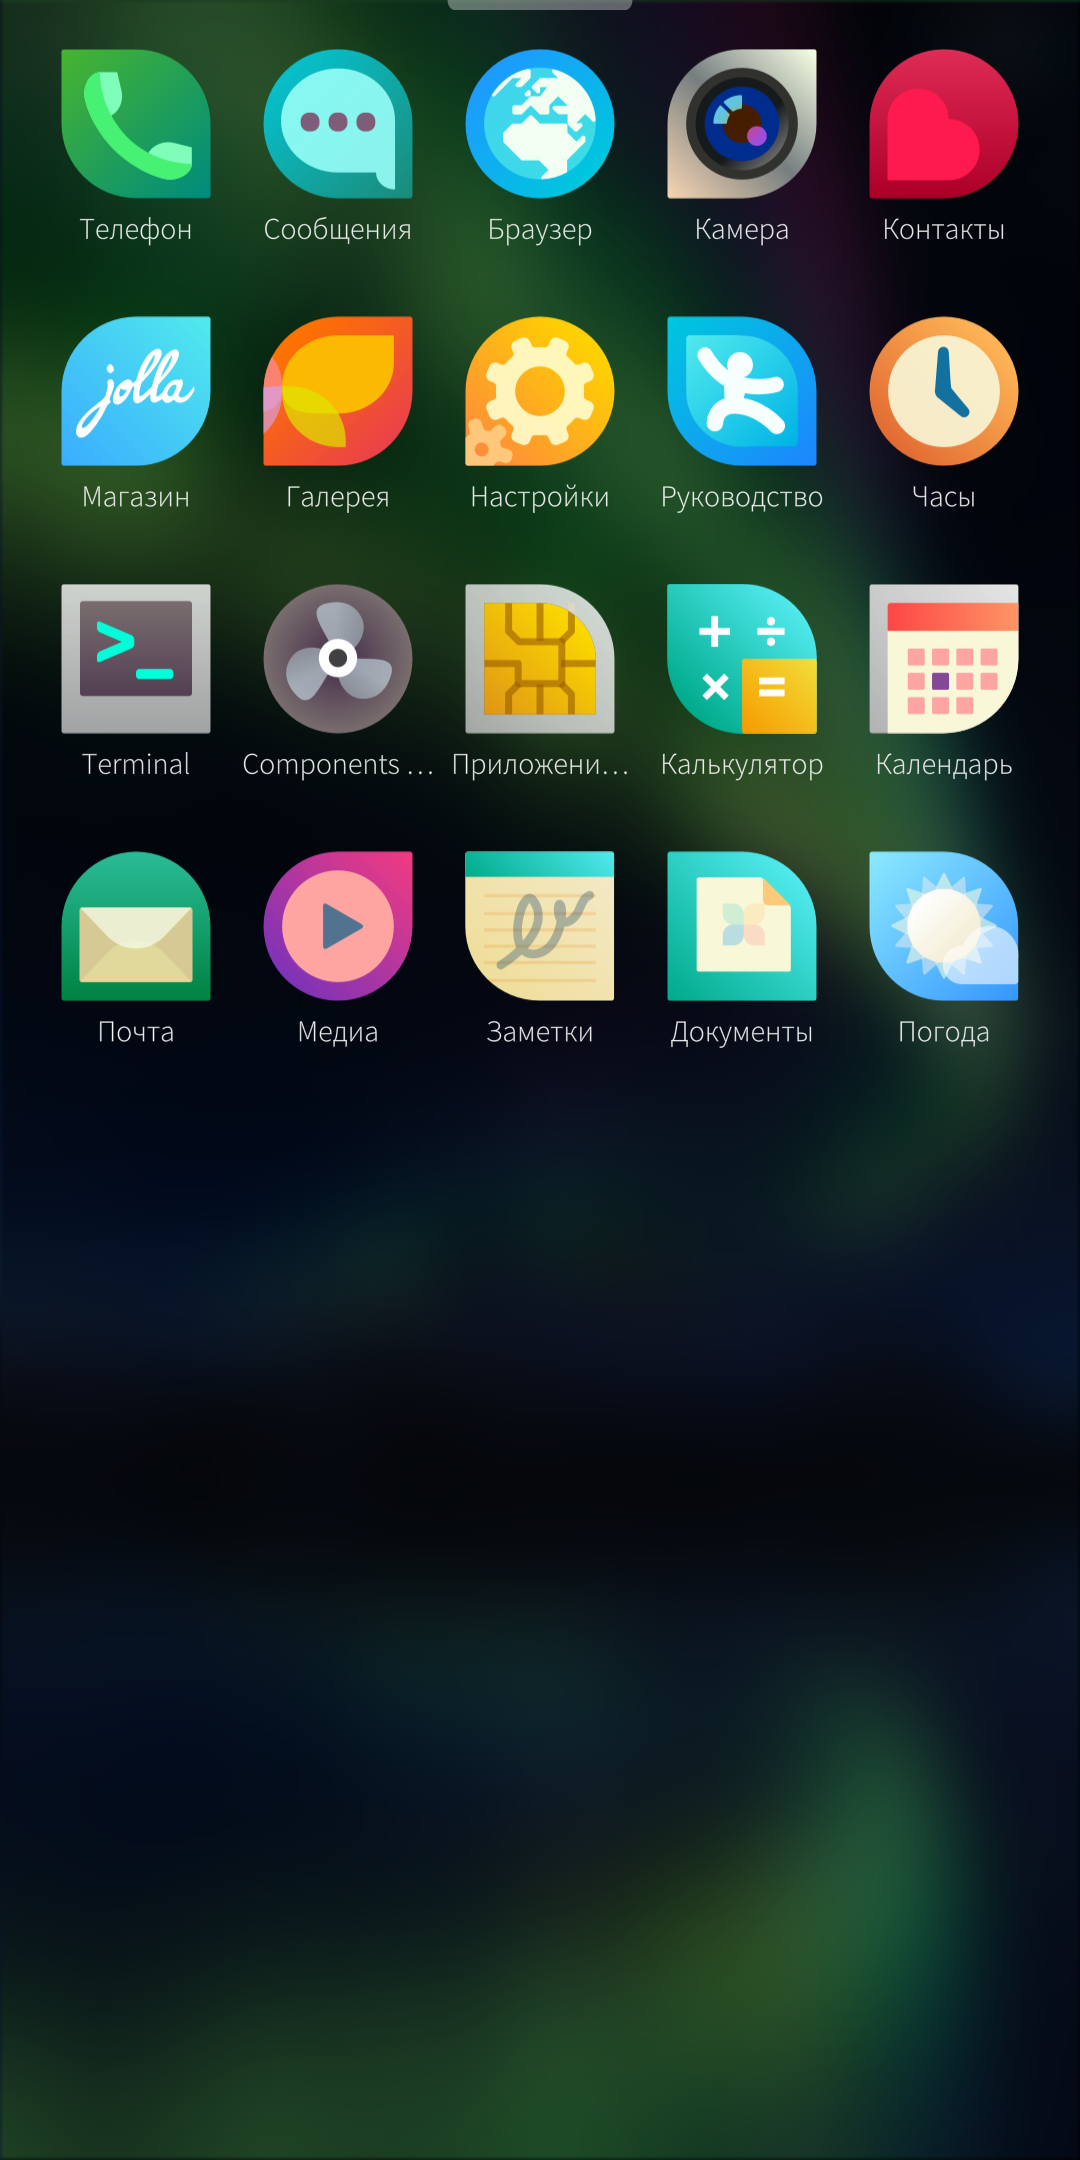 Телефон
Сообщения
Браузер
Камера
Контакты
jolla
Магазин
Галерея
Настройки
Руководство
Часы
>_
Terminal
Components ...
Приложени...
+ ÷
× =
Калькулятор
Календарь
Почта
Медиа
Заметки
Документы
Погода